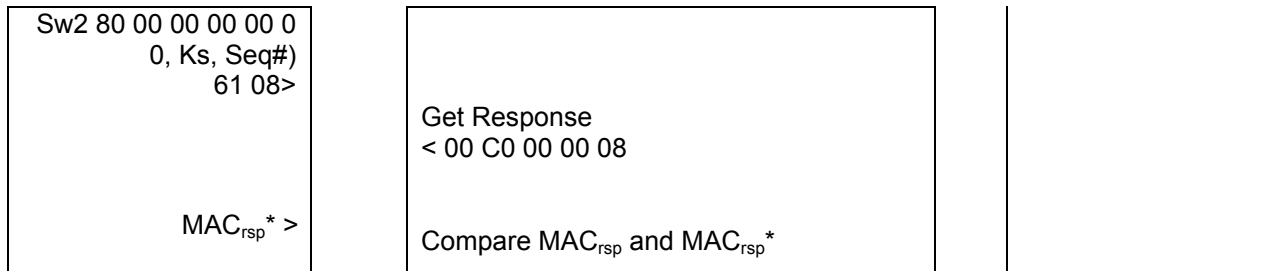 Sw2 80 00 00 00 00 0
0, Ks, Seq#)
61 08>
MACrsp* >
Get Response
< 00 C0 00 00 08
Compare MACrsp and MACrsp*